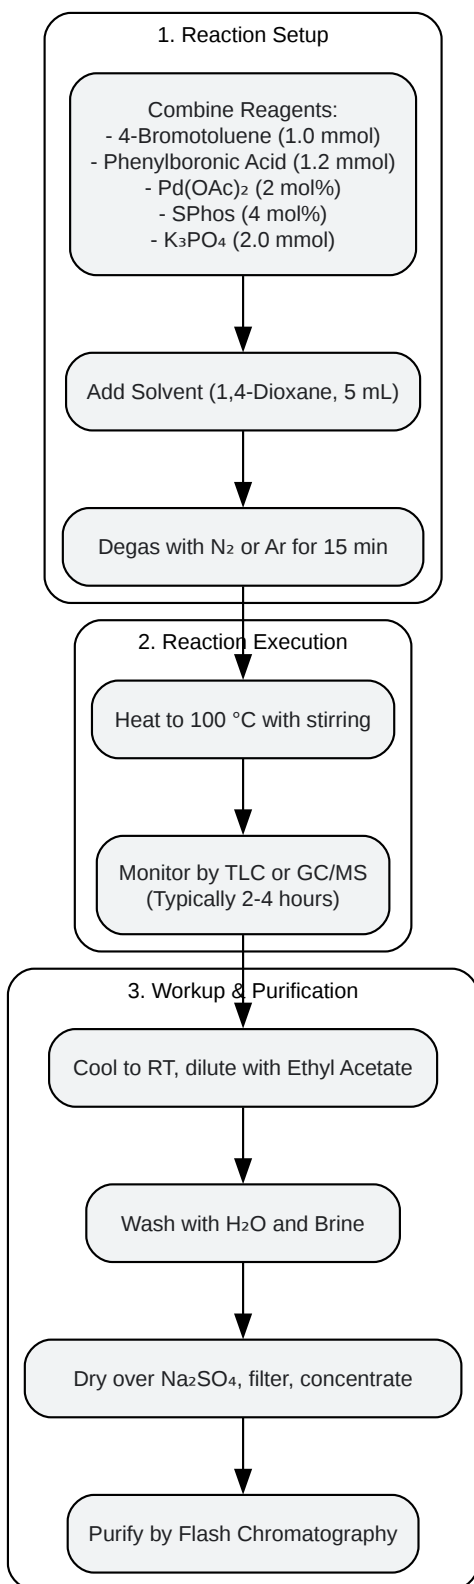 1. Reaction Setup
Combine Reagents:
- 4-Bromotoluene (1.0 mmol)
- Phenylboronic Acid (1.2 mmol)
- Pd(OAc)₂ (2 mol%)
- SPhos (4 mol%)
- K₃PO₄ (2.0 mmol)
Add Solvent (1,4-Dioxane, 5 mL)
Degas with N₂ or Ar for 15 min
2. Reaction Execution
Heat to 100 °C with stirring
Monitor by TLC or GC/MS
(Typically 2-4 hours)
3. Workup & Purification
Cool to RT, dilute with Ethyl Acetate
Wash with H₂O and Brine
Dry over Na₂SO₄, filter, concentrate
Purify by Flash Chromatography